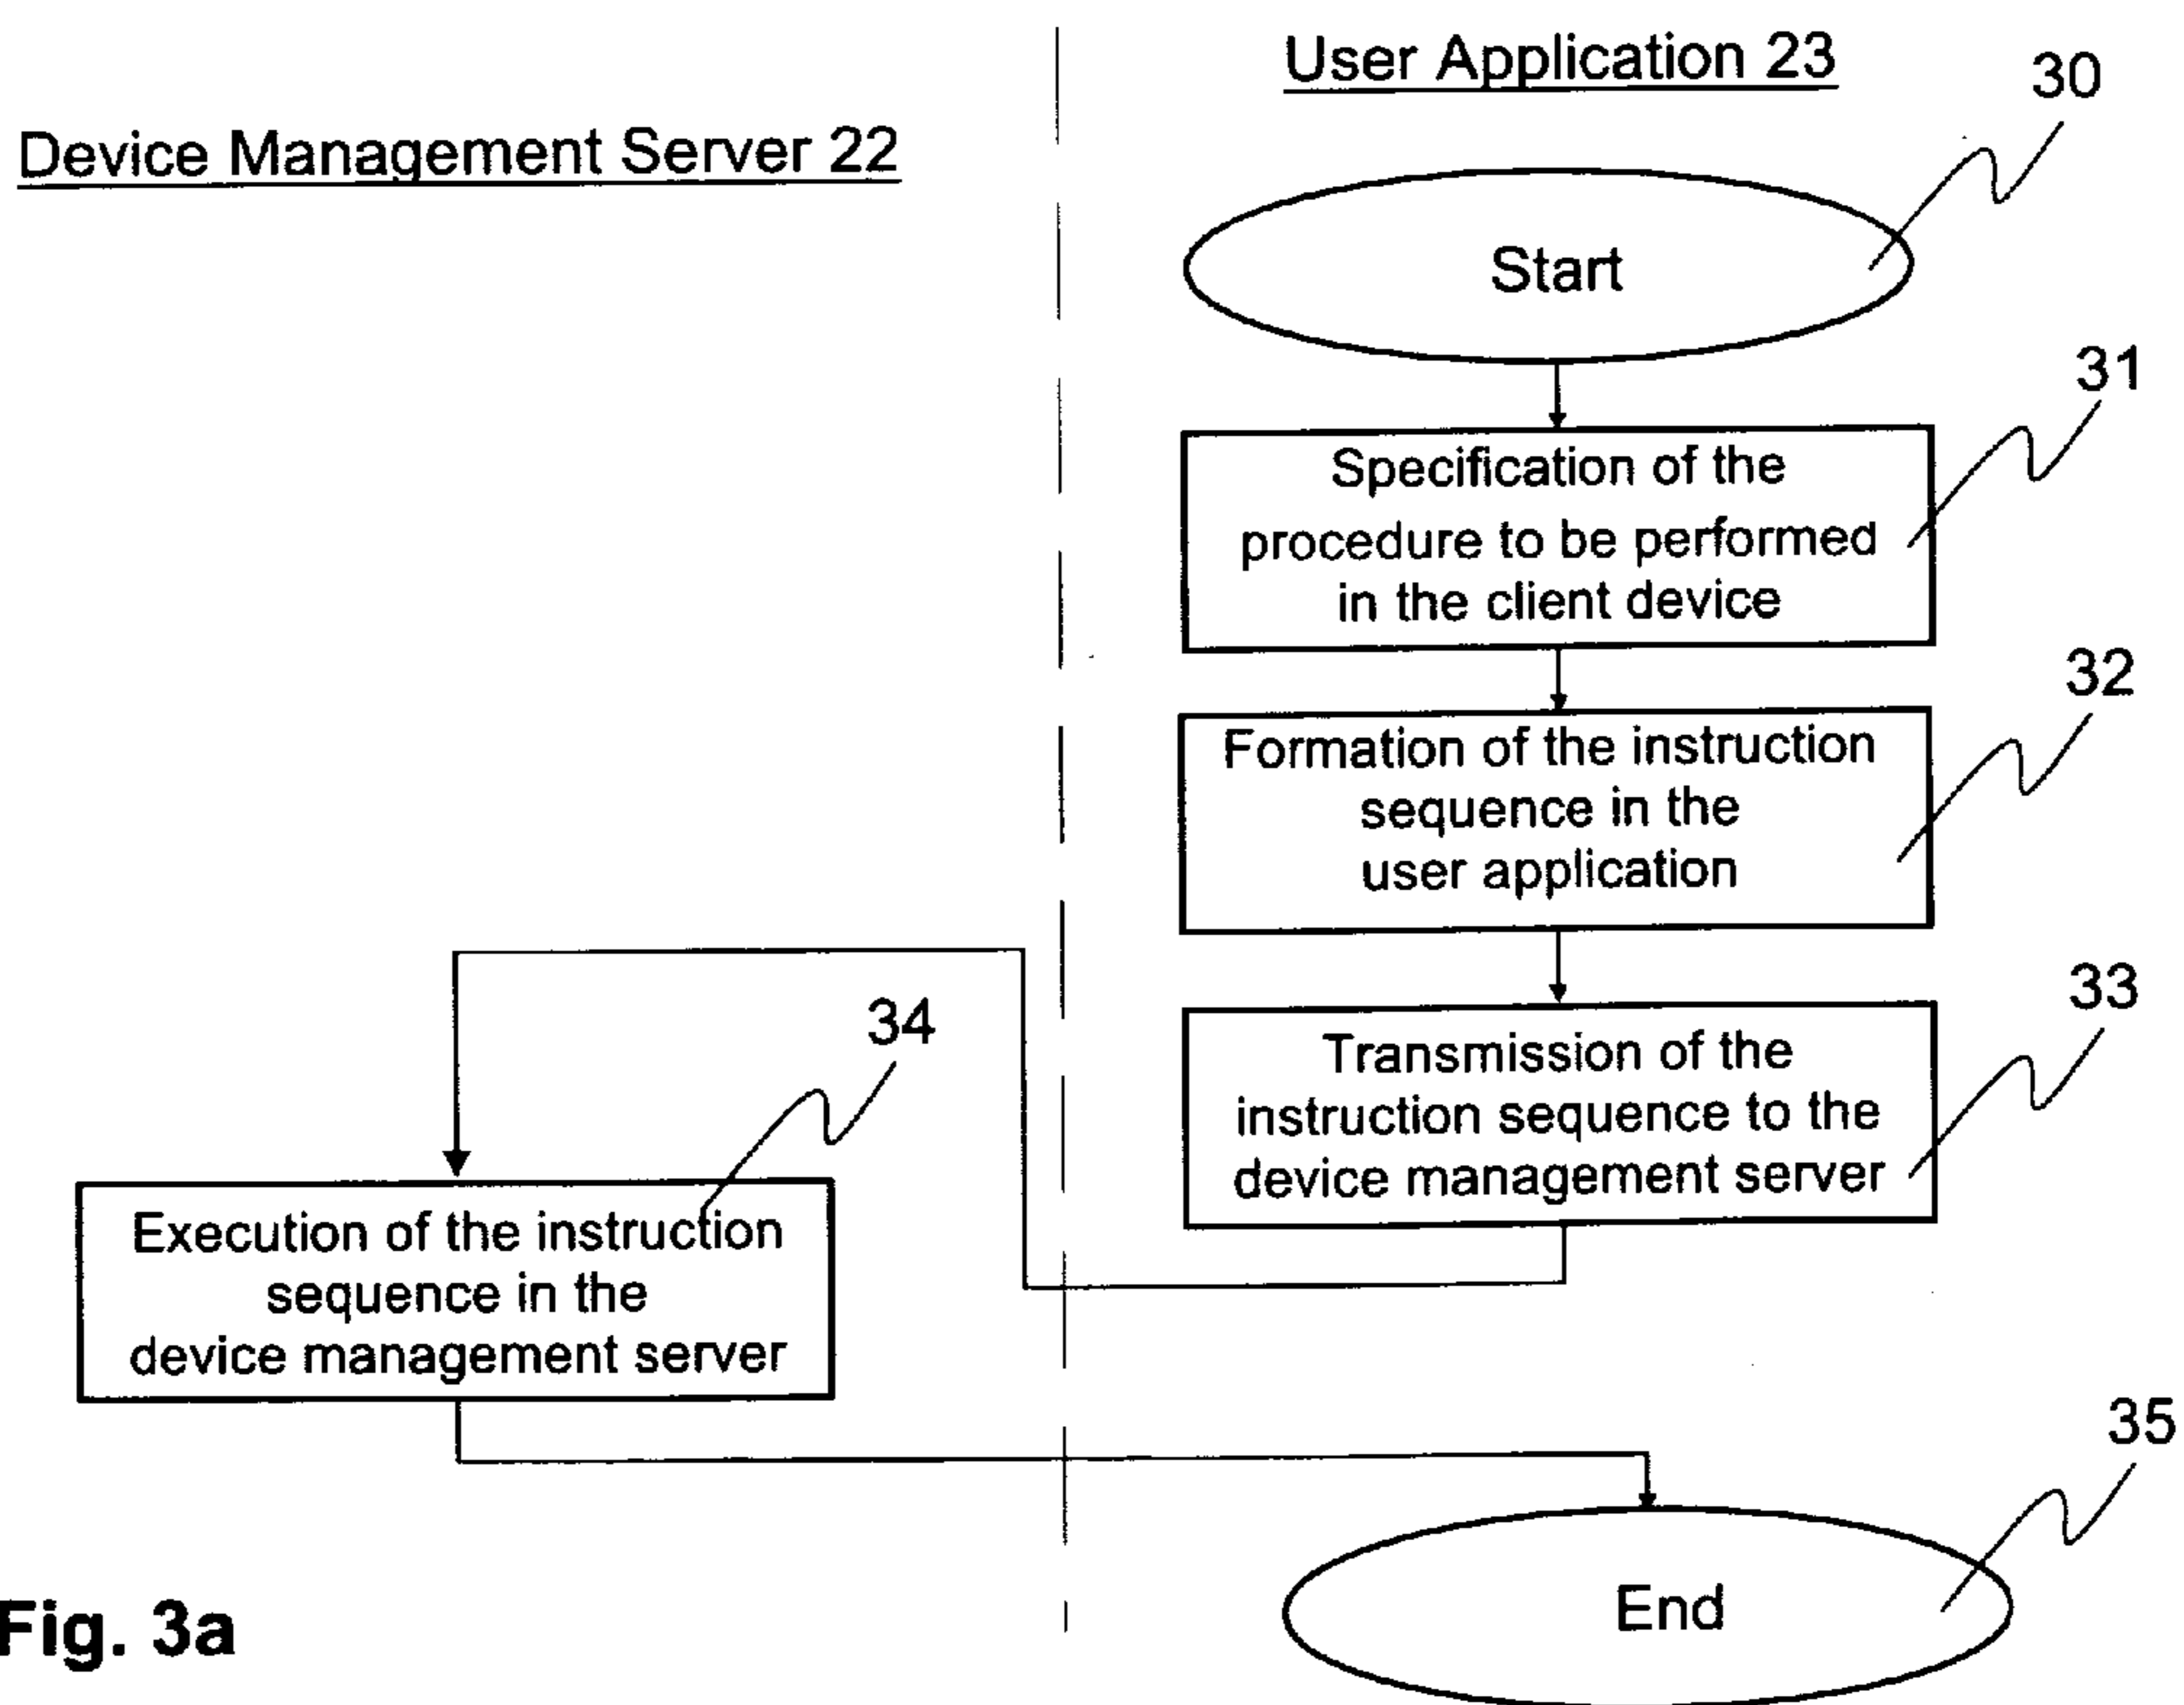 User Application 23
30
Device Management Server 22
Start
31
Specification of the
procedure to be performed
in the client device
32
Formation of the instruction
sequence in the
user application
33
Transmission of the
instruction sequence to the
device management server
34
Execution of the instruction
sequence in the
device management server
35
End
Fig. 3a